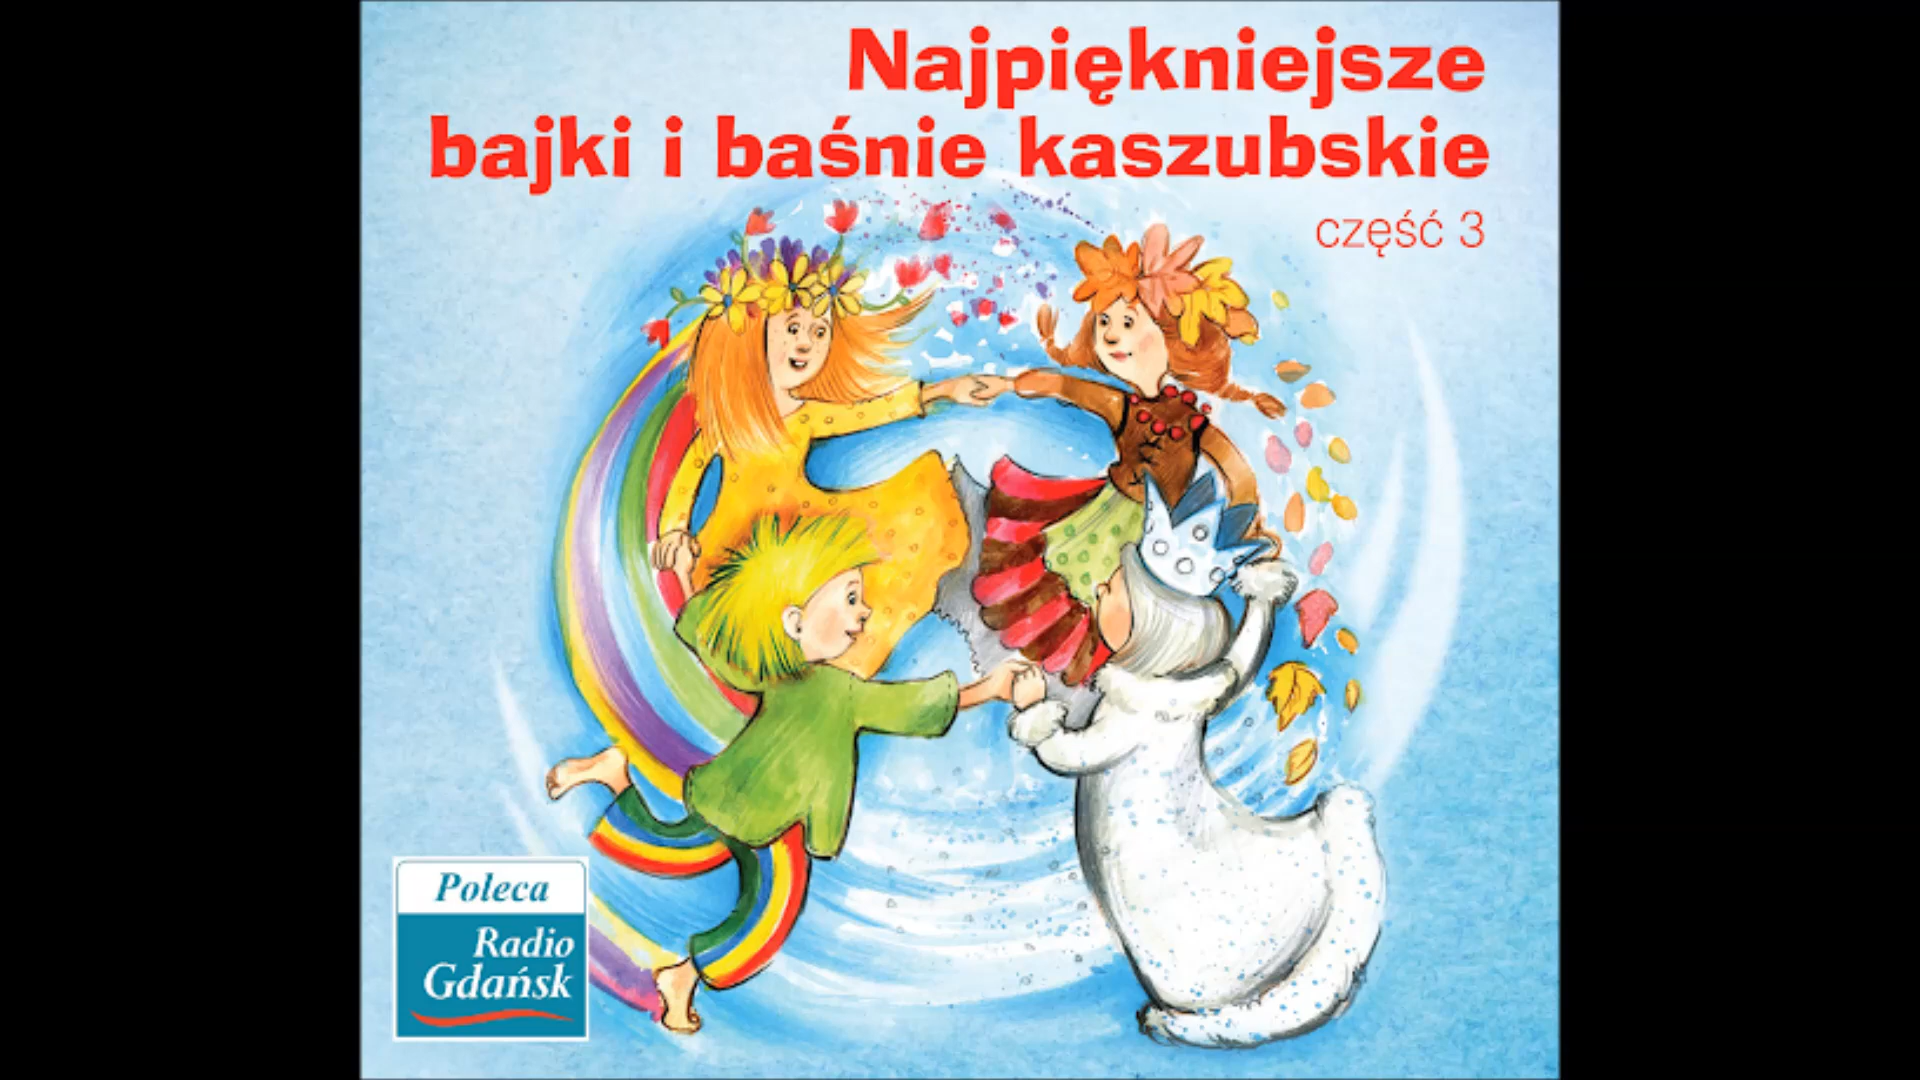 Najpiękniejsze
bajki i baśnie kaszubskie
część 3
Poleca
Radio
Gdańsk